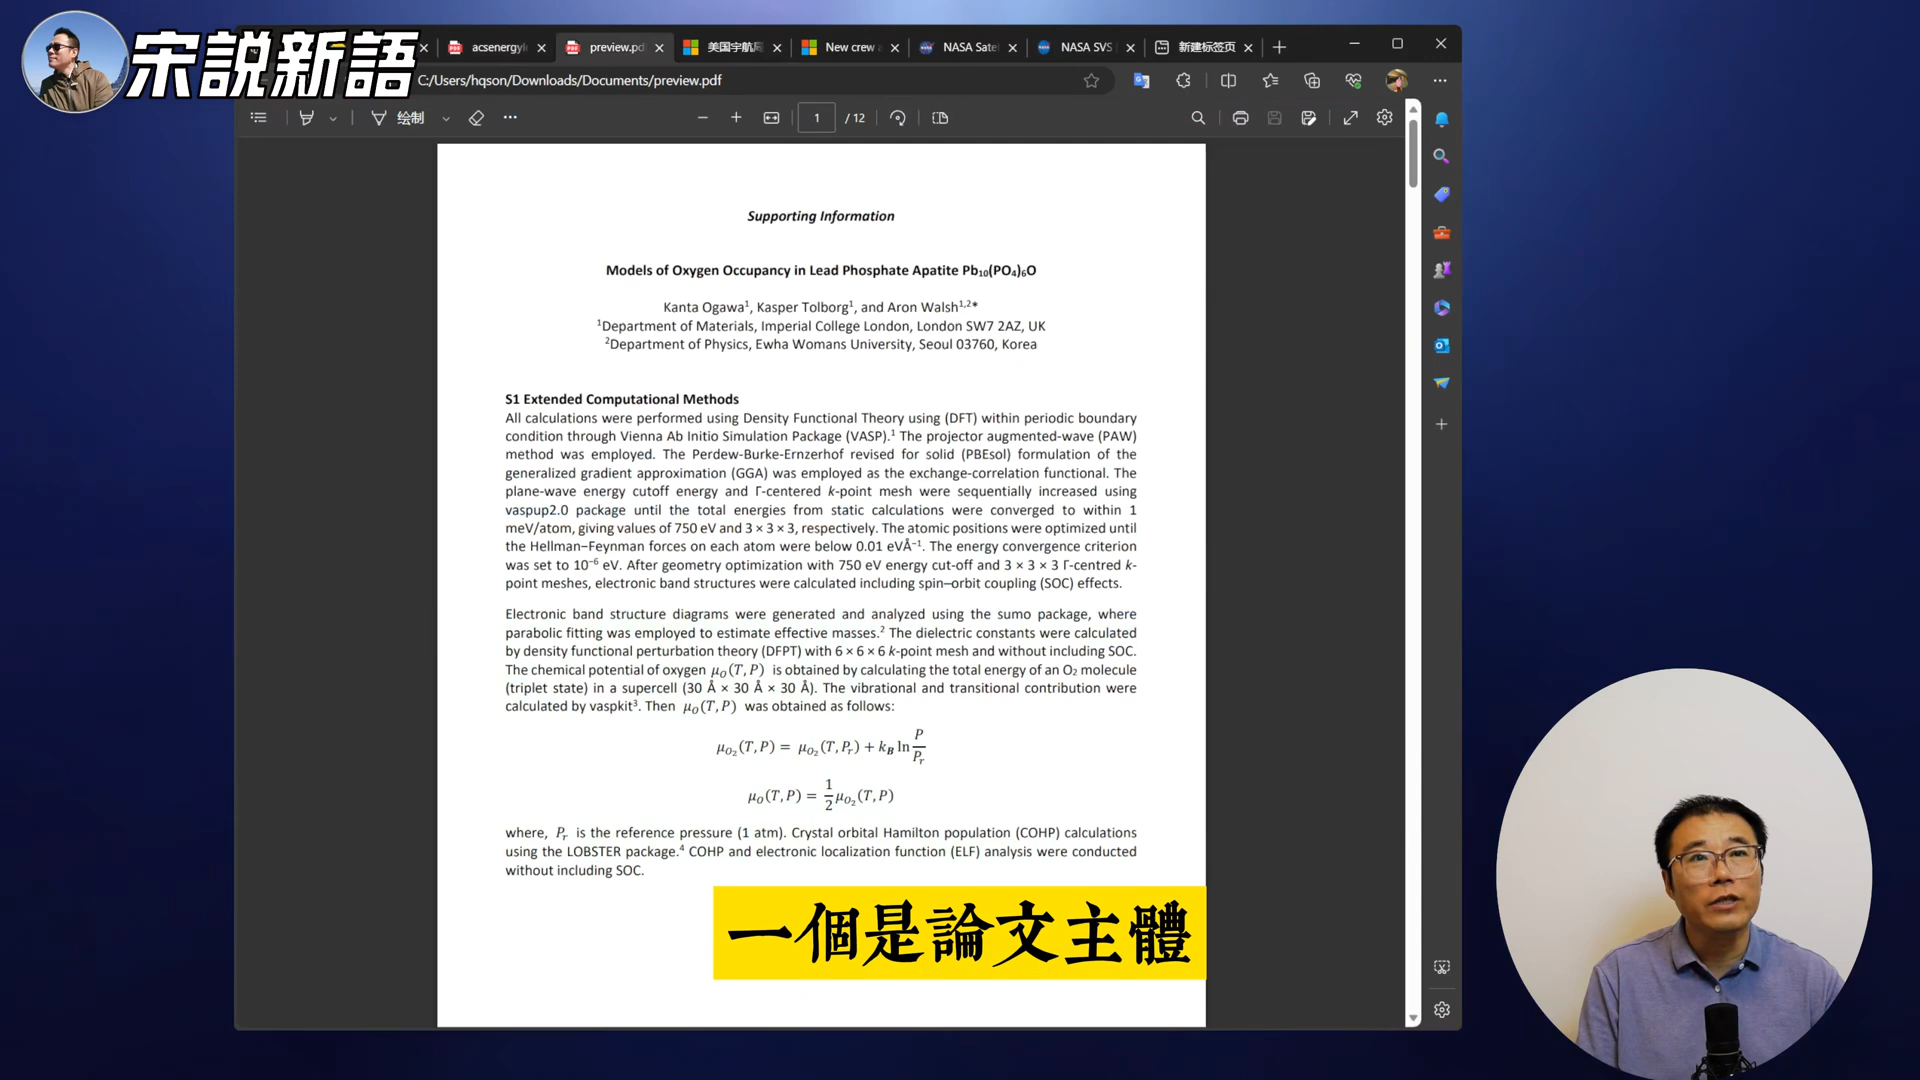 宋説新語
acsenergyl
preview.pd
美国宇航局
New crew a
NASA Sate
NASA SVS
新建标签页
C:/Users/hqson/Downloads/Documents/preview.pdf
绘制
1 / 12
Supporting Information
Models of Oxygen Occupancy in Lead Phosphate Apatite Pb₁₀(PO₄)₆O
Kanta Ogawa¹, Kasper Tolborg¹, and Aron Walsh¹,²*
¹Department of Materials, Imperial College London, London SW7 2AZ, UK
²Department of Physics, Ewha Womans University, Seoul 03760, Korea
S1 Extended Computational Methods
All calculations were performed using Density Functional Theory using (DFT) within periodic boundary
condition through Vienna Ab Initio Simulation Package (VASP).¹ The projector augmented-wave (PAW)
method was employed. The Perdew-Burke-Ernzerhof revised for solid (PBEsol) formulation of the
generalized gradient approximation (GGA) was employed as the exchange-correlation functional. The
plane-wave energy cutoff energy and Γ-centered k-point mesh were sequentially increased using
vaspup2.0 package until the total energies from static calculations were converged to within 1
meV/atom, giving values of 750 eV and 3 × 3 × 3, respectively. The atomic positions were optimized until
the Hellman−Feynman forces on each atom were below 0.01 eVÅ⁻¹. The energy convergence criterion
was set to 10⁻⁶ eV. After geometry optimization with 750 eV energy cut-off and 3 × 3 × 3 Γ-centred k-
point meshes, electronic band structures were calculated including spin–orbit coupling (SOC) effects.
Electronic band structure diagrams were generated and analyzed using the sumo package, where
parabolic fitting was employed to estimate effective masses.² The dielectric constants were calculated
by density functional perturbation theory (DFPT) with 6 × 6 × 6 k-point mesh and without including SOC.
The chemical potential of oxygen μ_O(T, P) is obtained by calculating the total energy of an O₂ molecule
(triplet state) in a supercell (30 Å × 30 Å × 30 Å). The vibrational and transitional contribution were
calculated by vaspkit³. Then μ_O(T, P) was obtained as follows:
μ_O₂(T, P) = μ_O₂(T, P_r) + k_B ln P/P_r
μ_O(T, P) = 1/2 μ_O₂(T, P)
where, P_r is the reference pressure (1 atm). Crystal orbital Hamilton population (COHP) calculations
using the LOBSTER package.⁴ COHP and electronic localization function (ELF) analysis were conducted
without including SOC.
一個是論文主體